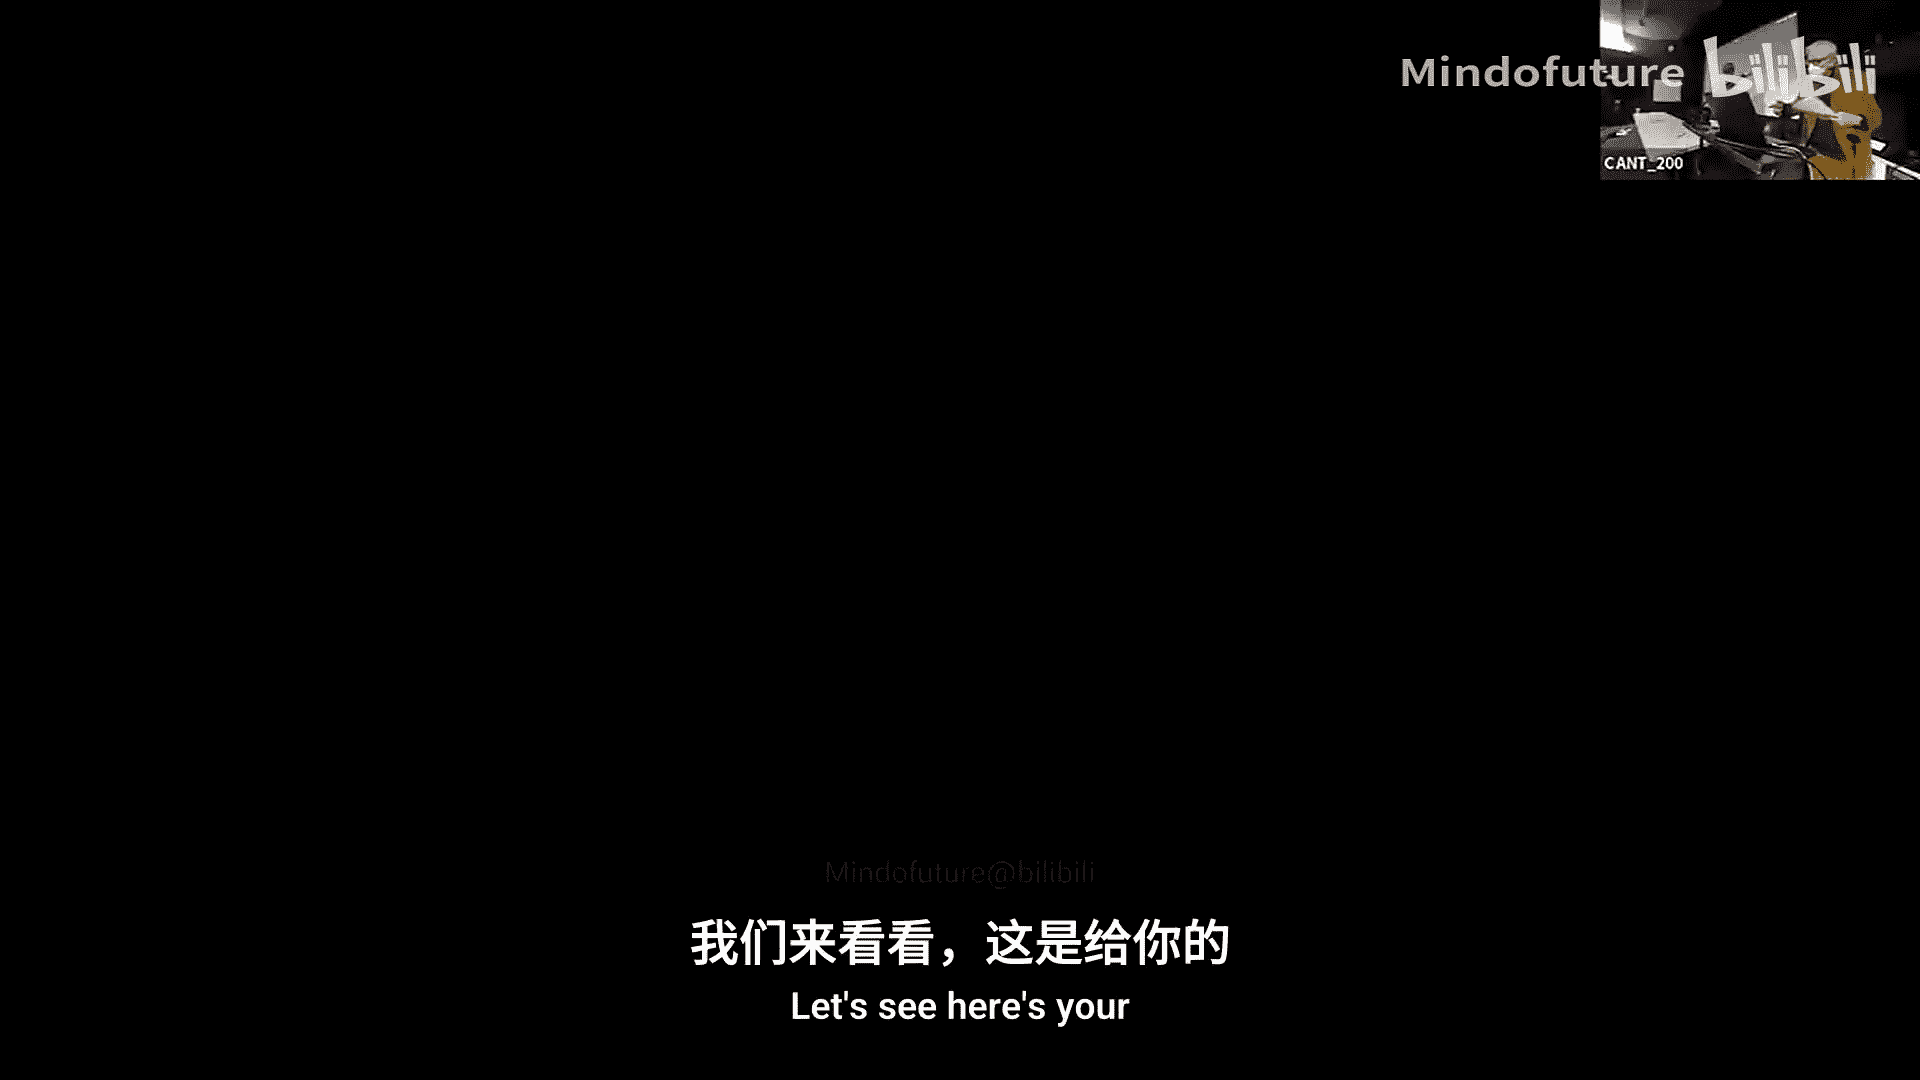 Mindofuture bilibili
CANT_200
Mindofuture@bilibili
我们来看看，这是给你的
Let's see here's your